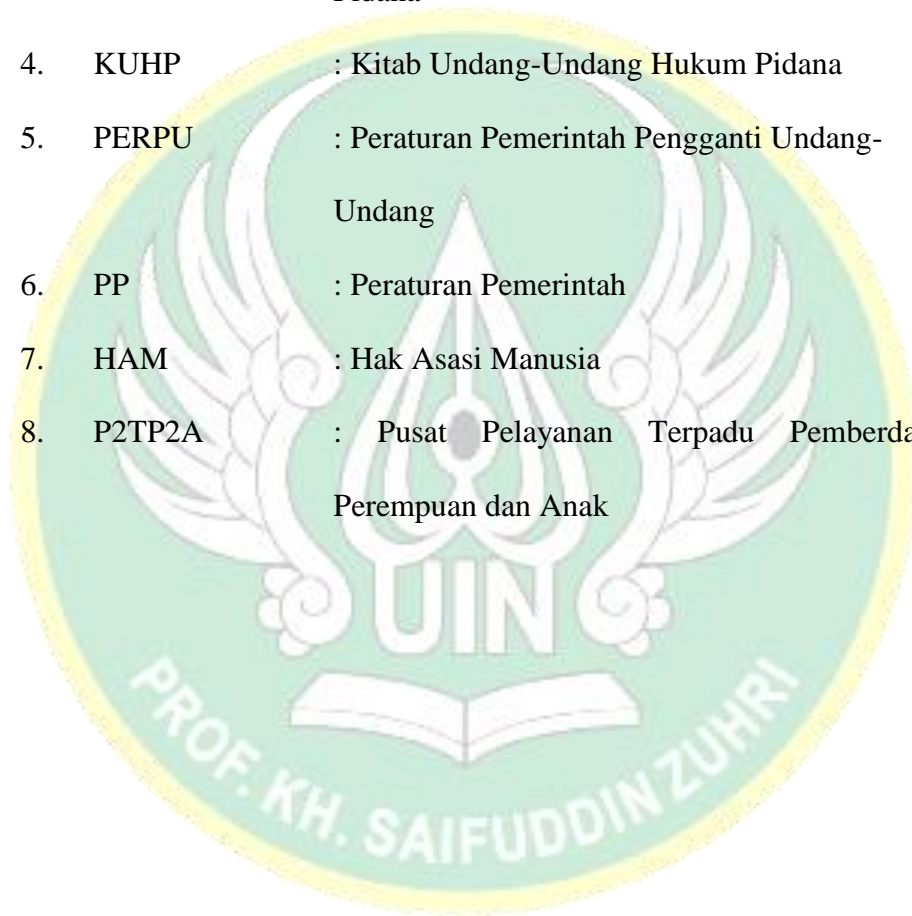 4. KUHP : Kitab Undang-Undang Hukum Pidana
5. PERPU : Peraturan Pemerintah Pengganti Undang-
Undang
6. PP : Peraturan Pemerintah
7. HAM : Hak Asasi Manusia
8. P2TP2A : Pusat Pelayanan Terpadu Pemberda
Perempuan dan Anak
UIN
PROF. KH. SAIFUDDIN ZUHRI